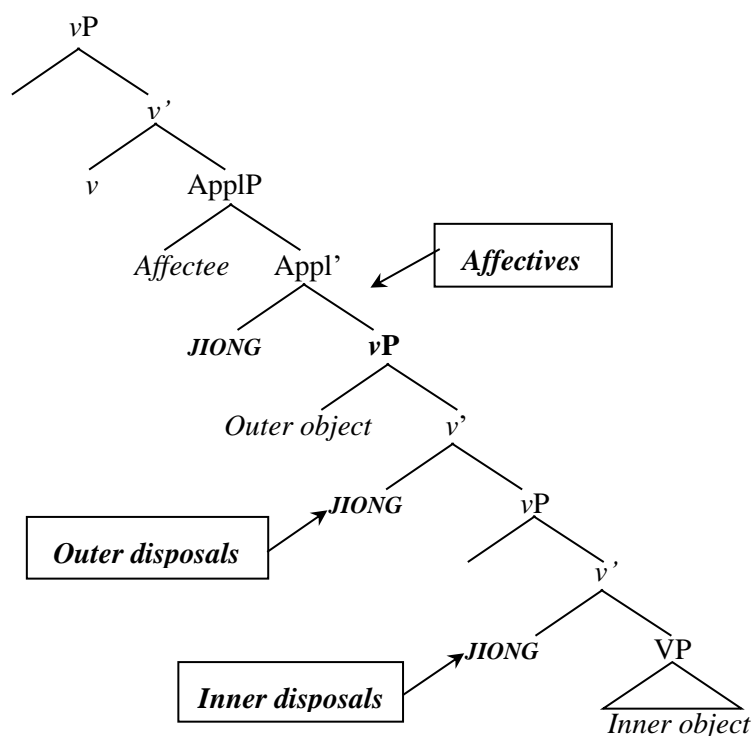 vP
v’
v
ApplP
Affectee
Appl’
Affectives
JIONG
vP
Outer object
v’
JIONG
vP
Outer disposals
v’
JIONG
VP
Inner disposals
Inner object